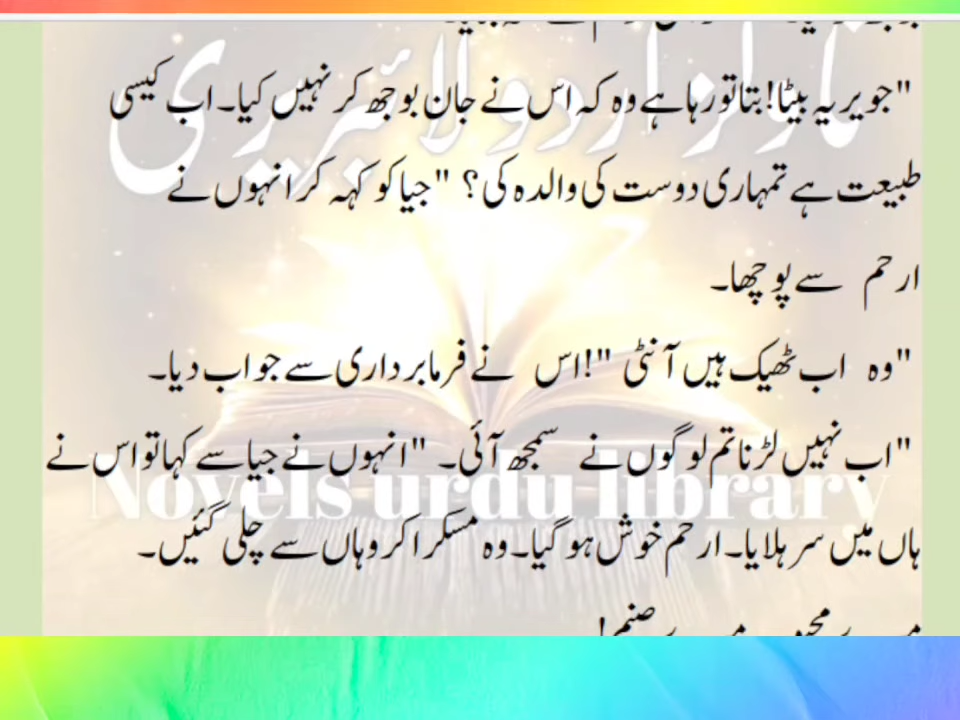 "جویریہ بیٹا! بتا تو رہا ہے وہ کہ اس نے جان بوجھ کر نہیں کیا۔ اب کیسی
طبیعت ہے تمہاری دوست کی والدہ کی؟ "جیا کو کہہ کر انہوں نے
ارحم سے پوچھا۔
"وہ اب ٹھیک ہیں آنٹی "!اس نے فرمابرداری سے جواب دیا۔
"اب نہیں لڑنا تم لوگوں نے سمجھ آئی۔ "انہوں نے جیا سے کہا تو اس نے
ہاں میں سر ہلایا۔ ارحم خوش ہو گیا۔ وہ مسکرا کر وہاں سے چلی گئیں۔
ناولز اردو لائبریری
Novels urdu library